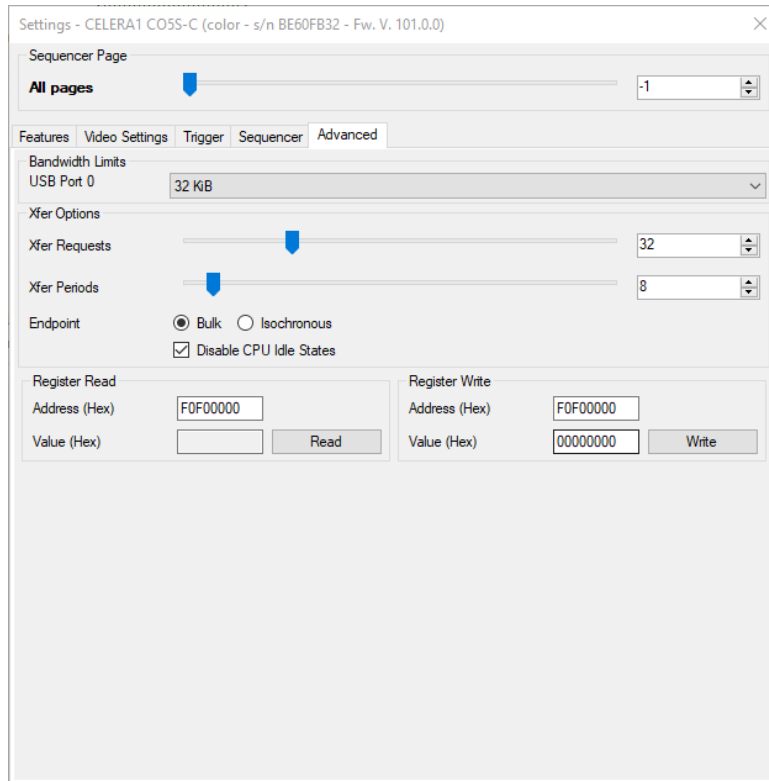 Settings - CELERA1 CO5S-C (color - s/n BE60FB32 - Fw. V. 101.0.0)
Sequencer Page
All pages -1
Features Video Settings Trigger Sequencer Advanced
Bandwidth Limits
USB Port 0 32 KiB
Xfer Options
Xfer Requests 32
Xfer Periods 8
Endpoint Bulk Isochronous
Disable CPU Idle States
Register Read
Address (Hex) F0F00000
Value (Hex) Read
Register Write
Address (Hex) F0F00000
Value (Hex) 00000000 Write